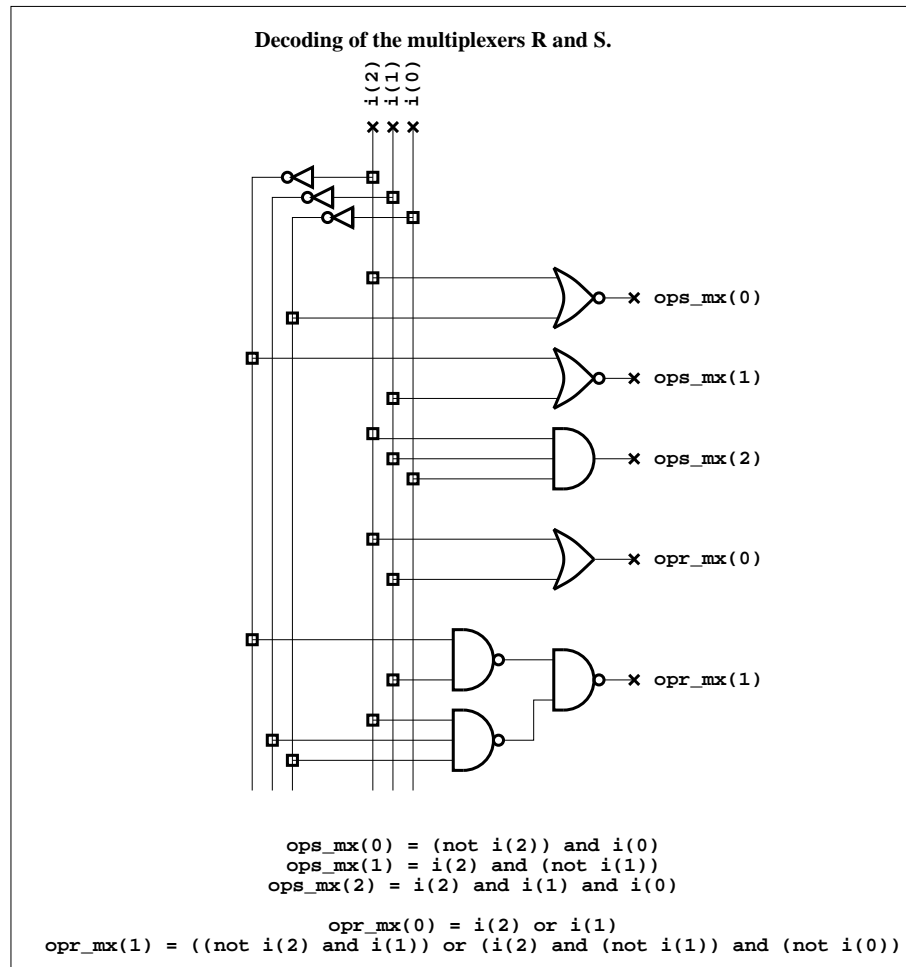 Decoding of the multiplexers R and S.
i(2)
i(1)
i(0)
ops_mx(0)
ops_mx(1)
ops_mx(2)
opr_mx(0)
opr_mx(1)
ops_mx(0) = (not i(2)) and i(0)
ops_mx(1) = i(2) and (not i(1))
ops_mx(2) = i(2) and i(1) and i(0)
opr_mx(0) = i(2) or i(1)
opr_mx(1) = ((not i(2) and i(1)) or (i(2) and (not i(1)) and (not i(0))